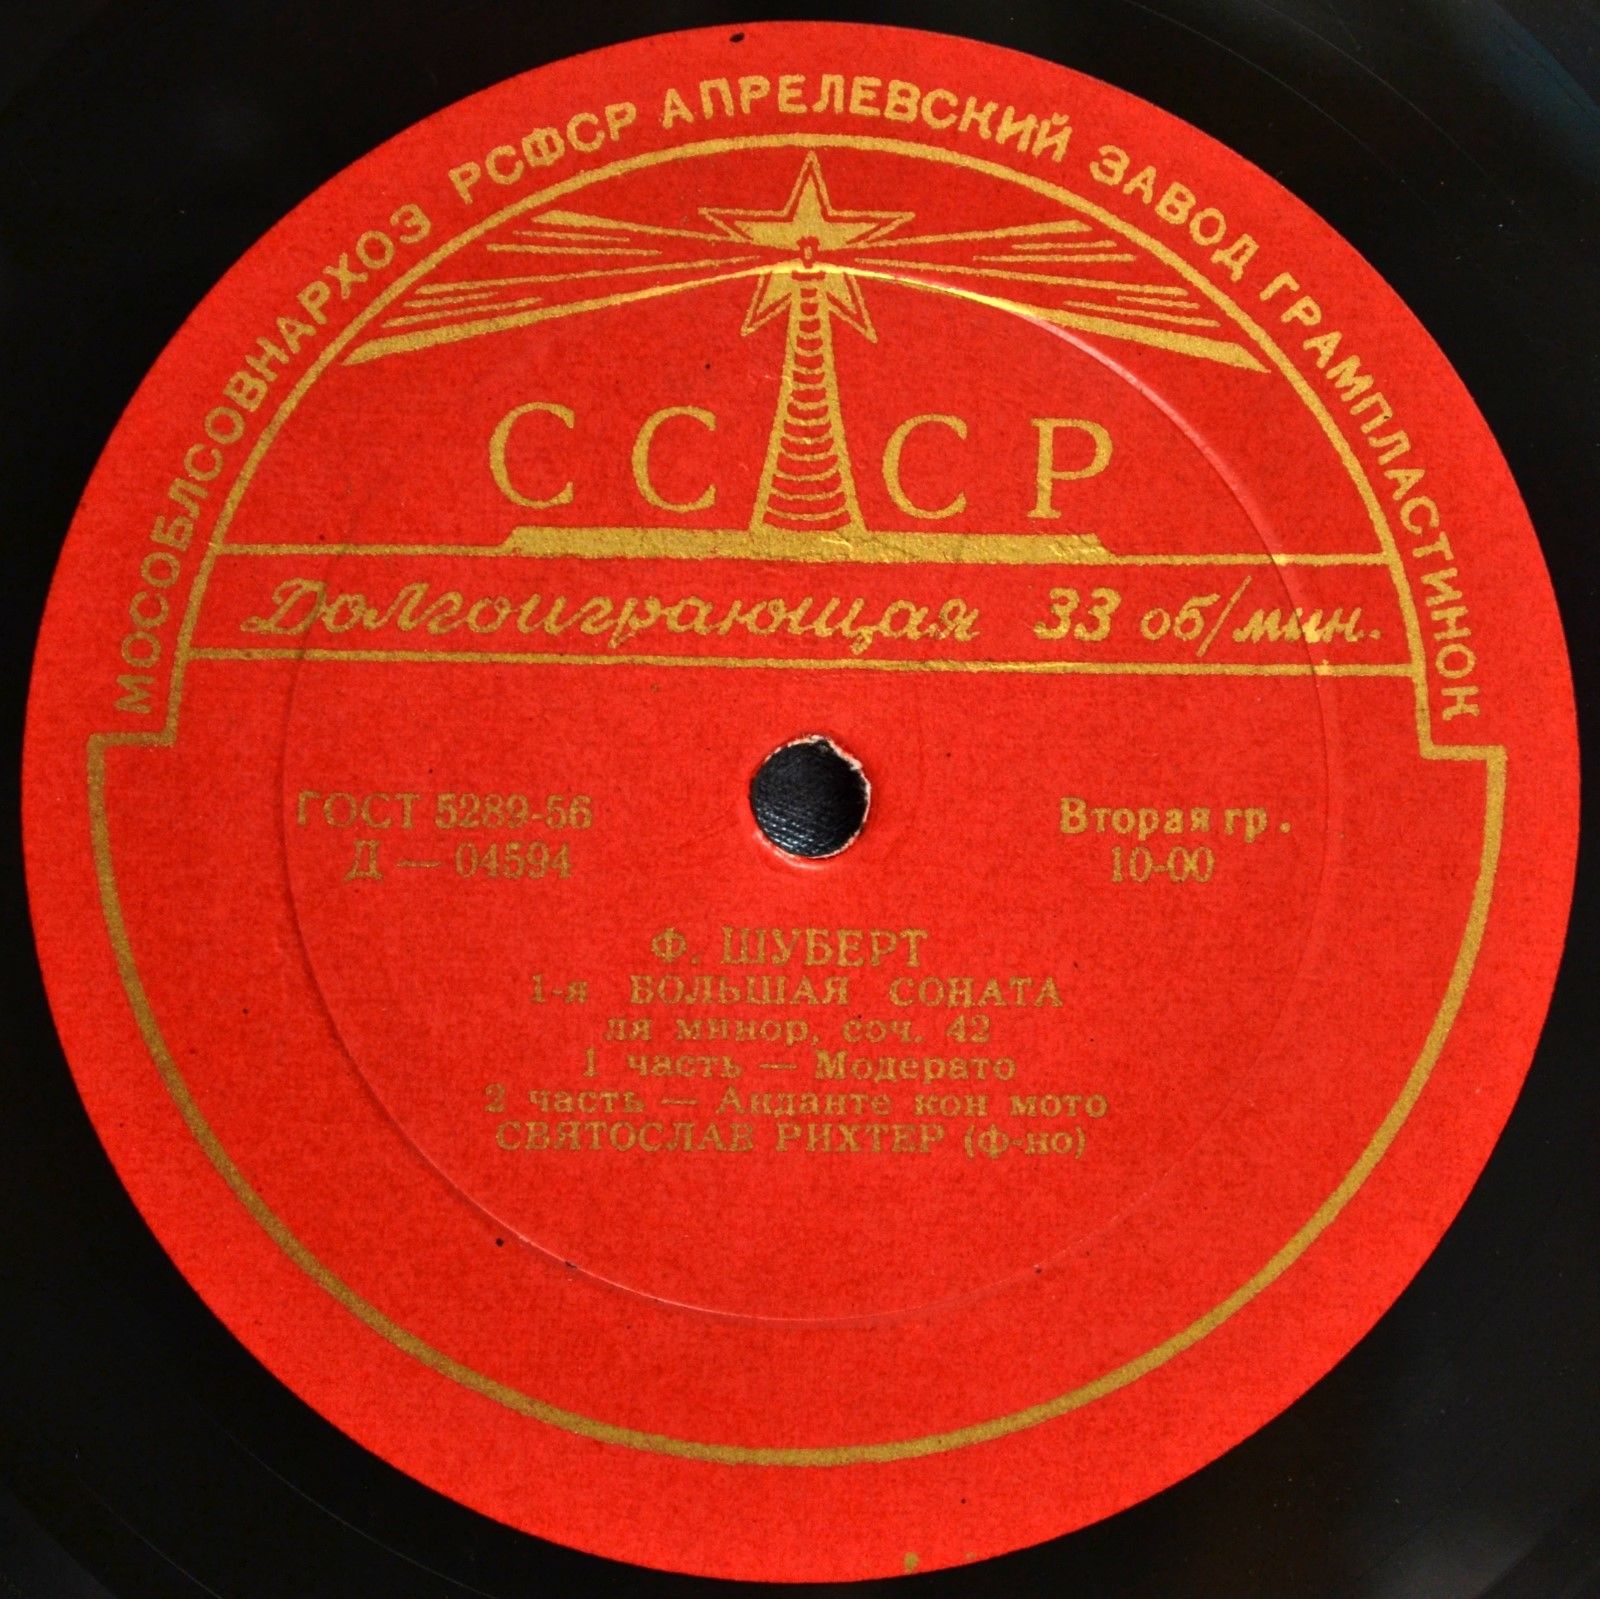 МОСОБЛСОВНАРХОЗ РСФСР АПРЕЛЕВСКИЙ ЗАВОД ГРАМПЛАСТИНОК
СССР
Долгоиграющая 33 об/мин.
ГОСТ 5289-56
Д — 04594
Вторая гр.
10-00
Ф. ШУБЕРТ
1-я БОЛЬШАЯ СОНАТА
ля минор, соч. 42
1 часть — Модерато
2 часть — Анданте кон мото
СВЯТОСЛАВ РИХТЕР (ф-но)